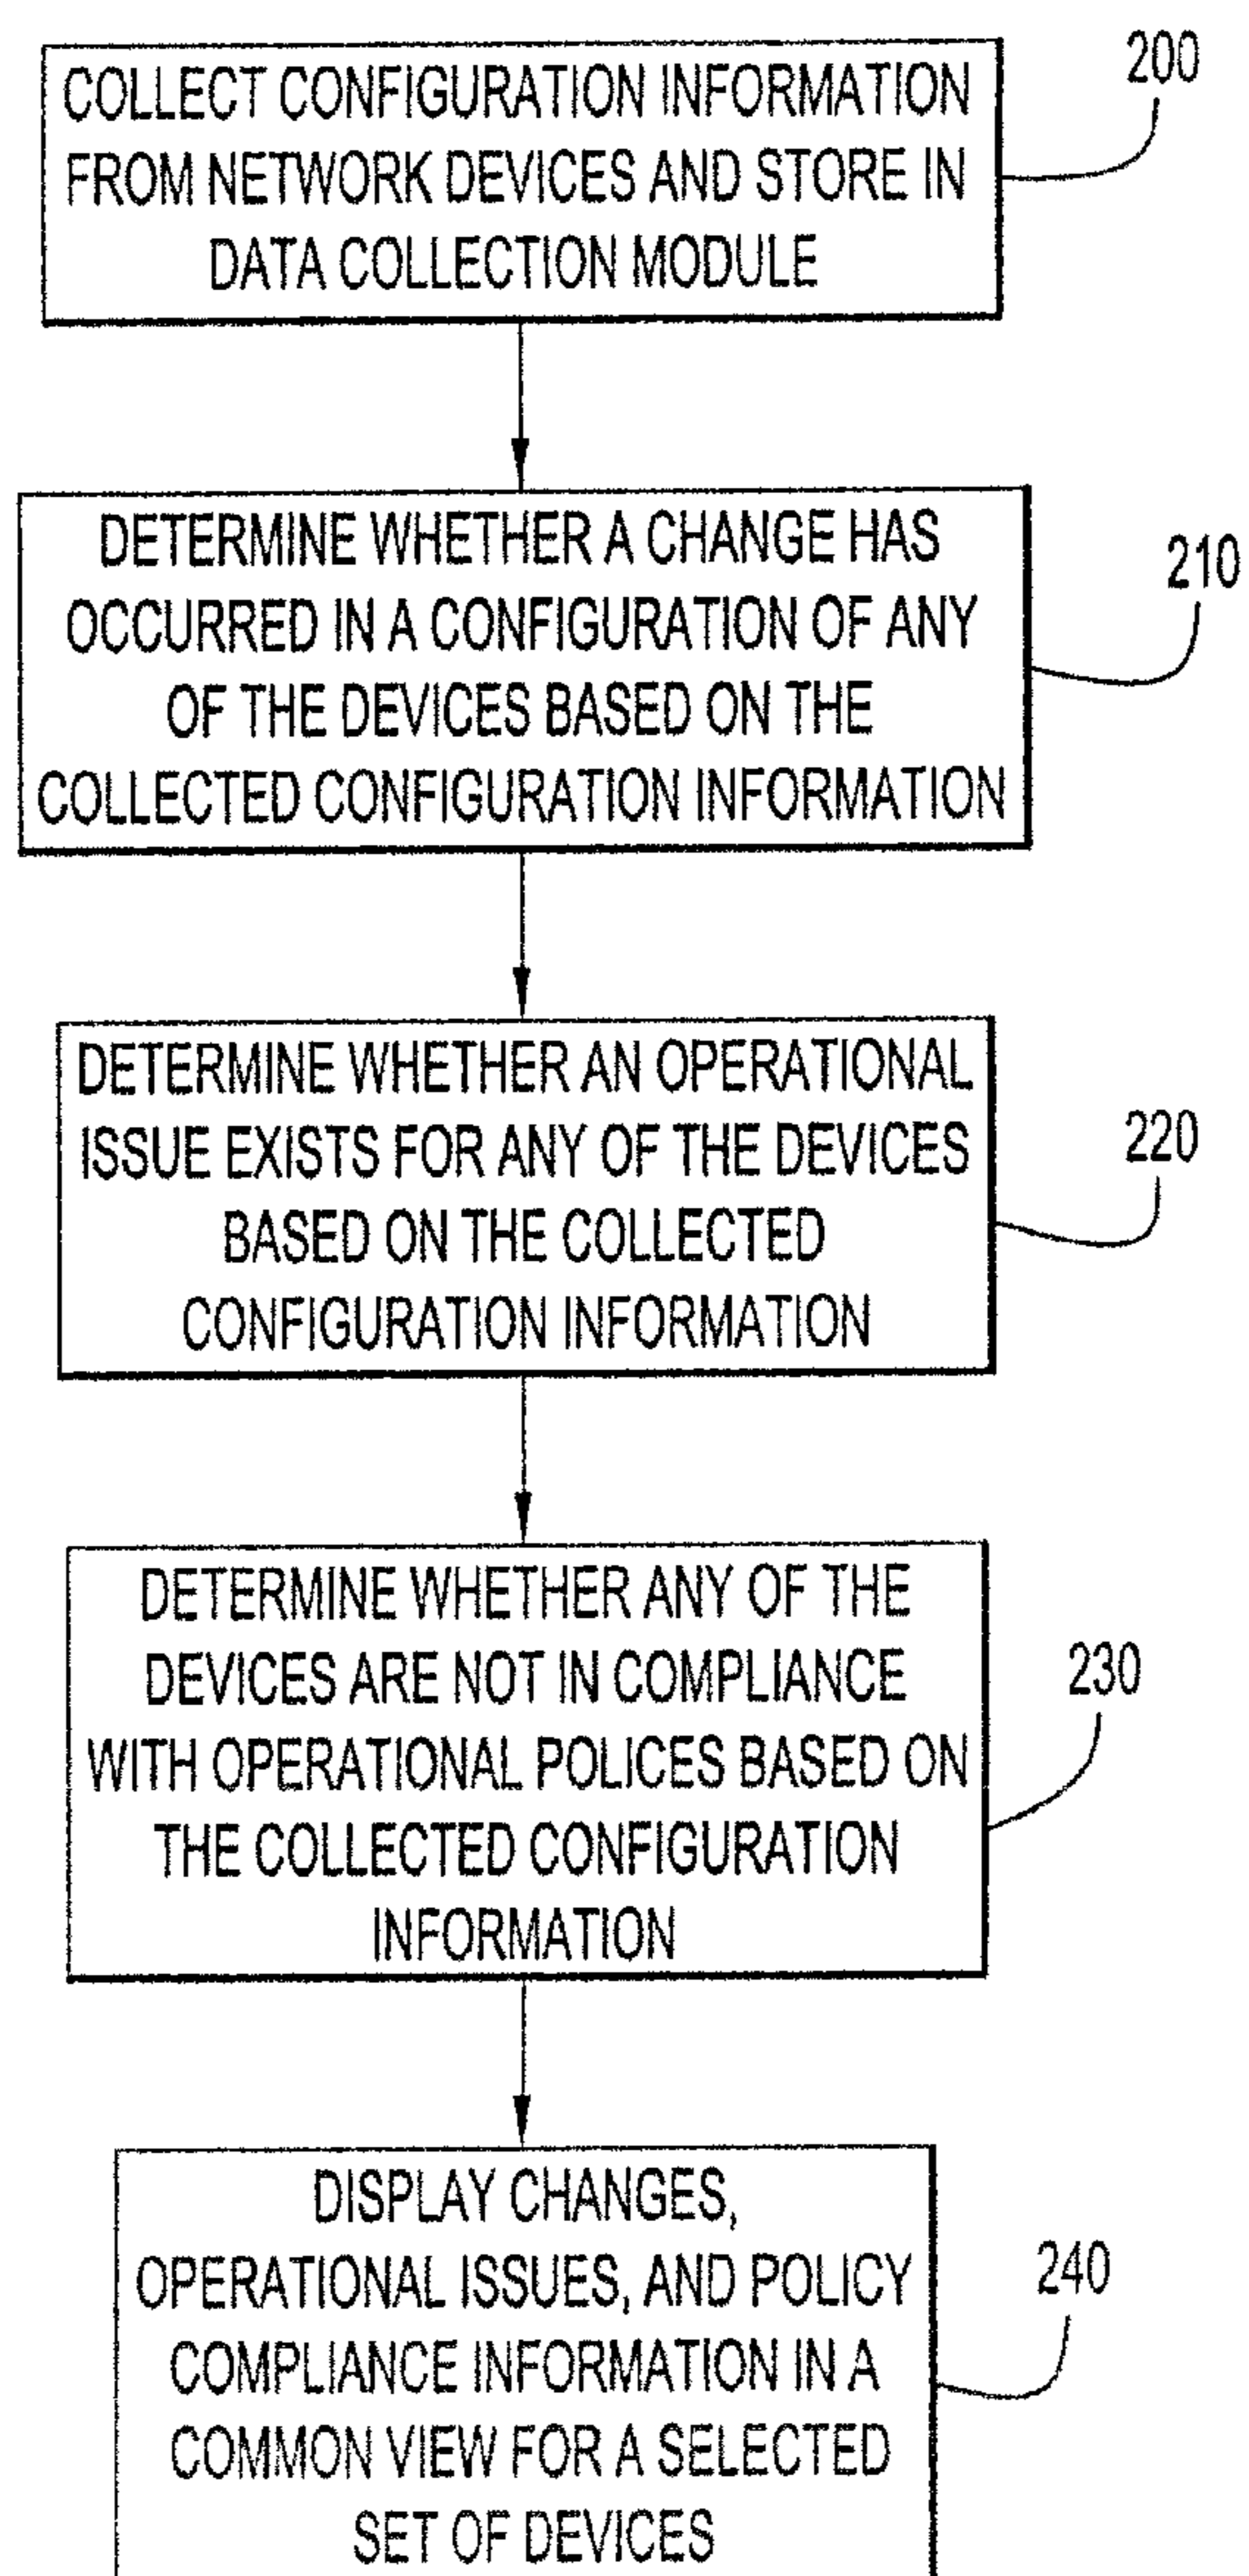 COLLECT CONFIGURATION INFORMATION
FROM NETWORK DEVICES AND STORE IN
DATA COLLECTION MODULE
200
DETERMINE WHETHER A CHANGE HAS
OCCURRED IN A CONFIGURATION OF ANY
OF THE DEVICES BASED ON THE
COLLECTED CONFIGURATION INFORMATION
210
DETERMINE WHETHER AN OPERATIONAL
ISSUE EXISTS FOR ANY OF THE DEVICES
BASED ON THE COLLECTED
CONFIGURATION INFORMATION
220
DETERMINE WHETHER ANY OF THE
DEVICES ARE NOT IN COMPLIANCE
WITH OPERATIONAL POLICES BASED ON
THE COLLECTED CONFIGURATION
INFORMATION
230
DISPLAY CHANGES,
OPERATIONAL ISSUES, AND POLICY
COMPLIANCE INFORMATION IN A
COMMON VIEW FOR A SELECTED
SET OF DEVICES
240